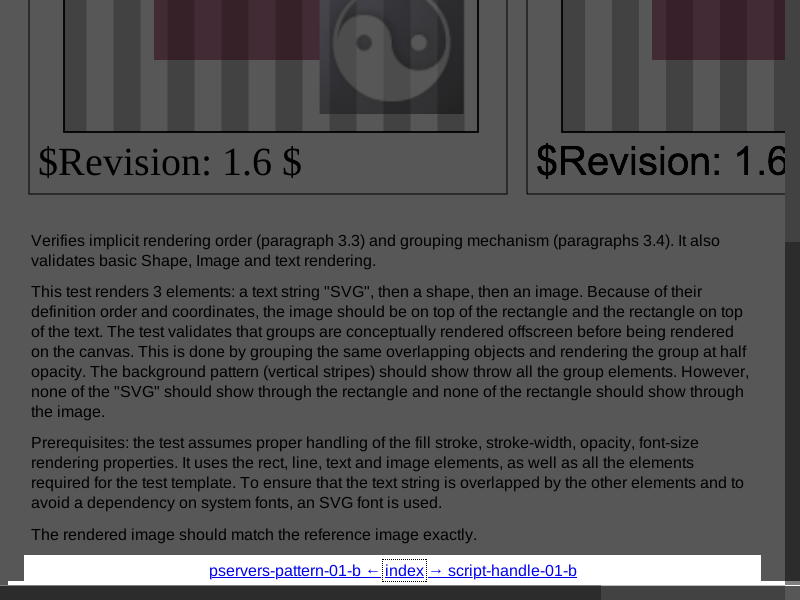 $Revision: 1.6 $
$Revision: 1.6
Verifies implicit rendering order (paragraph 3.3) and grouping mechanism (paragraphs 3.4). It also
validates basic Shape, Image and text rendering.
This test renders 3 elements: a text string "SVG", then a shape, then an image. Because of their
definition order and coordinates, the image should be on top of the rectangle and the rectangle on top
of the text. The test validates that groups are conceptually rendered offscreen before being rendered
on the canvas. This is done by grouping the same overlapping objects and rendering the group at half
opacity. The background pattern (vertical stripes) should show throw all the group elements. However,
none of the "SVG" should show through the rectangle and none of the rectangle should show through
the image.
Prerequisites: the test assumes proper handling of the fill stroke, stroke-width, opacity, font-size
rendering properties. It uses the rect, line, text and image elements, as well as all the elements
required for the test template. To ensure that the text string is overlapped by the other elements and to
avoid a dependency on system fonts, an SVG font is used.
The rendered image should match the reference image exactly.
pservers-pattern-01-b ← index → script-handle-01-b